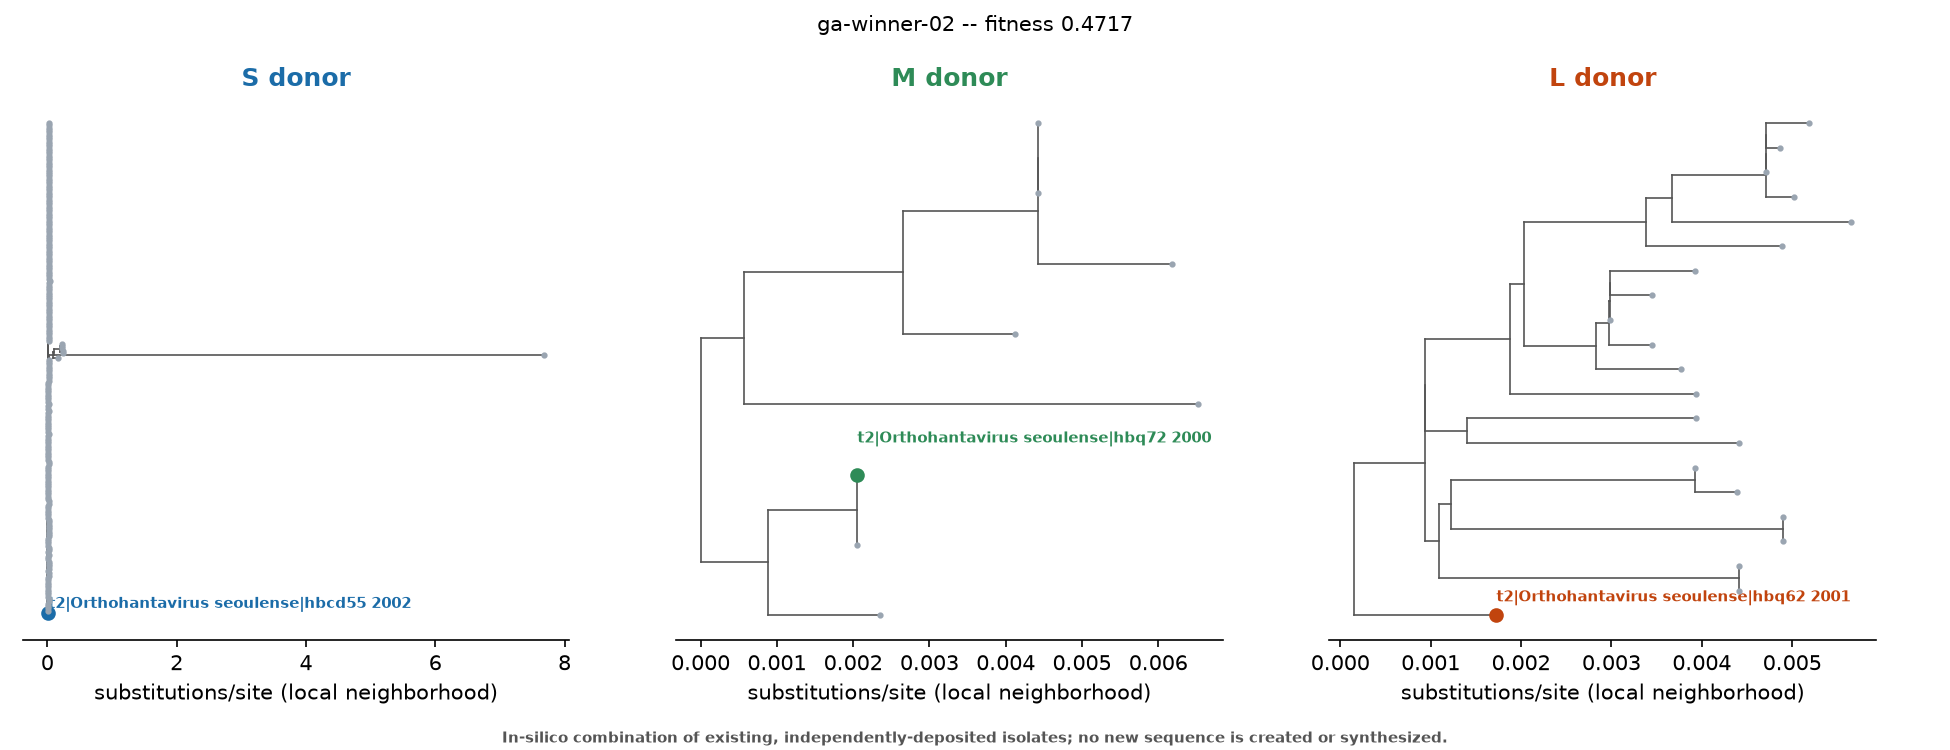 ga-winner-02 -- fitness 0.4717
S donor
M donor
L donor
t2|Orthohantavirus seoulense|hbq72 2000
t2|Orthohantavirus seoulense|hbq62 2001
t2|Orthohantavirus seoulense|hbcd55 2002
0 2 4 6 8
0.000 0.001 0.002 0.003 0.004 0.005 0.006
0.000 0.001 0.002 0.003 0.004 0.005
substitutions/site (local neighborhood)
substitutions/site (local neighborhood)
substitutions/site (local neighborhood)
In-silico combination of existing, independently-deposited isolates; no new sequence is created or synthesized.